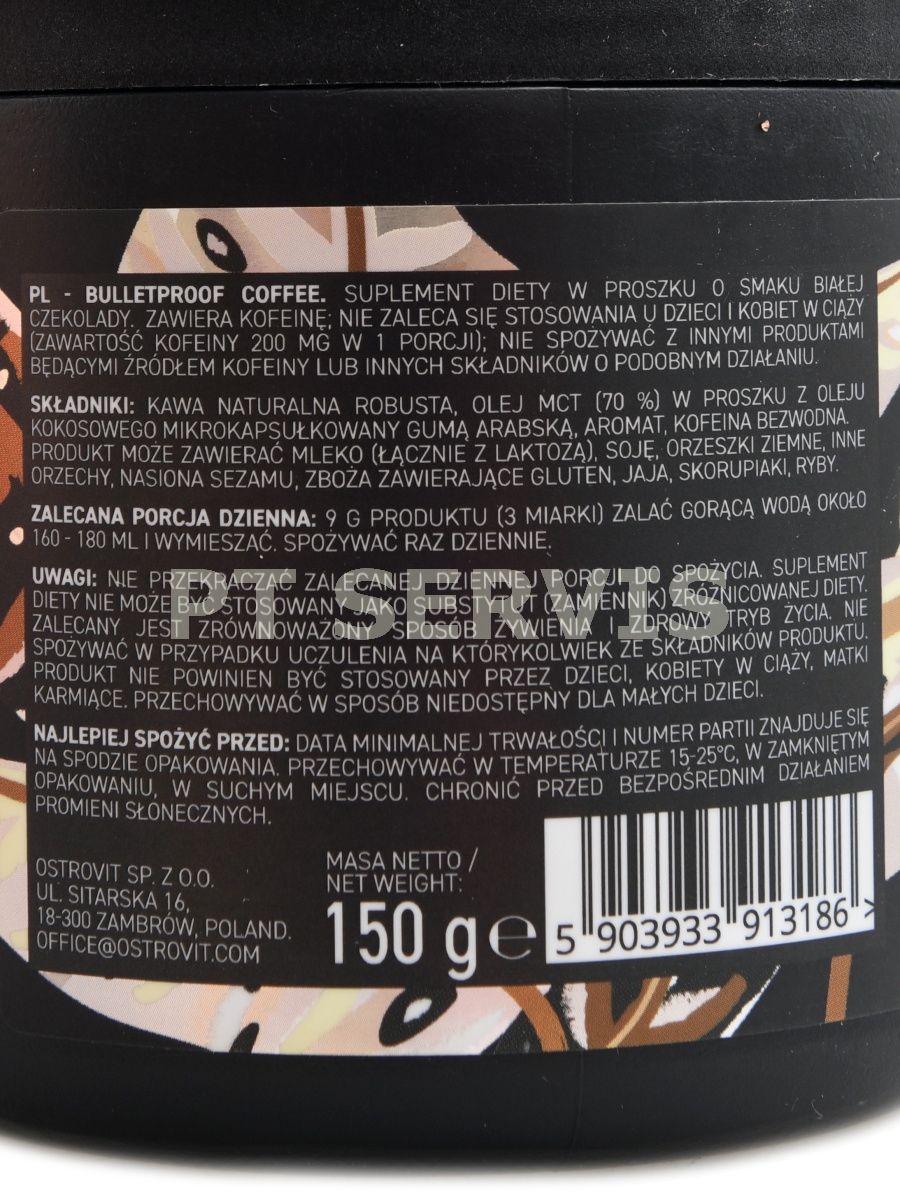 PL - BULLETPROOF COFFEE. SUPLEMENT DIETY W PROSZKU O SMAKU BIAŁEJ
CZEKOLADY. ZAWIERA KOFEINĘ; NIE ZALECA SIĘ STOSOWANIA U DZIECI I KOBIET W CIĄŻY
(ZAWARTOŚĆ KOFEINY 200 MG W 1 PORCJI); NIE SPOŻYWAĆ Z INNYMI PRODUKTAMI
BĘDĄCYMI ŹRÓDŁEM KOFEINY LUB INNYCH SKŁADNIKÓW O PODOBNYM DZIAŁANIU.
SKŁADNIKI: KAWA NATURALNA ROBUSTA, OLEJ MCT (70 %) W PROSZKU Z OLEJU
KOKOSOWEGO MIKROKAPSUŁKOWANY GUMĄ ARABSKĄ, AROMAT, KOFEINA BEZWODNA.
PRODUKT MOŻE ZAWIERAĆ MLEKO (ŁĄCZNIE Z LAKTOZĄ), SOJĘ, ORZESZKI ZIEMNE, INNE
ORZECHY, NASIONA SEZAMU, ZBOŻA ZAWIERAJĄCE GLUTEN, JAJA, SKORUPIAKI, RYBY.
ZALECANA PORCJA DZIENNA: 9 G PRODUKTU (3 MIARKI) ZALAĆ GORĄCĄ WODĄ OKOŁO
160 - 180 ML I WYMIESZAĆ. SPOŻYWAĆ RAZ DZIENNIE.
UWAGI: NIE PRZEKRACZAĆ ZALECANEJ DZIENNEJ PORCJI DO SPOŻYCIA. SUPLEMENT
DIETY NIE MOŻE BYĆ STOSOWANY JAKO SUBSTYTUT (ZAMIENNIK) ZRÓŻNICOWANEJ DIETY.
ZALECANY JEST ZRÓWNOWAŻONY SPOSÓB ŻYWIENIA I ZDROWY TRYB ŻYCIA. NIE
SPOŻYWAĆ W PRZYPADKU UCZULENIA NA KTÓRYKOLWIEK ZE SKŁADNIKÓW PRODUKTU.
PRODUKT NIE POWINIEN BYĆ STOSOWANY PRZEZ DZIECI, KOBIETY W CIĄŻY, MATKI
KARMIĄCE. PRZECHOWYWAĆ W SPOSÓB NIEDOSTĘPNY DLA MAŁYCH DZIECI.
PT SERVIS
NAJLEPIEJ SPOŻYĆ PRZED: DATA MINIMALNEJ TRWAŁOŚCI I NUMER PARTII ZNAJDUJE SIĘ
NA SPODZIE OPAKOWANIA. PRZECHOWYWAĆ W TEMPERATURZE 15-25°C, W ZAMKNIĘTYM
OPAKOWANIU, W SUCHYM MIEJSCU. CHRONIĆ PRZED BEZPOŚREDNIM DZIAŁANIEM
PROMIENI SŁONECZNYCH.
OSTROVIT SP. Z O.O.
UL. SITARSKA 16,
18-300 ZAMBRÓW, POLAND.
OFFICE@OSTROVIT.COM
MASA NETTO /
NET WEIGHT:
150 g ℮
5 903933 913186 >